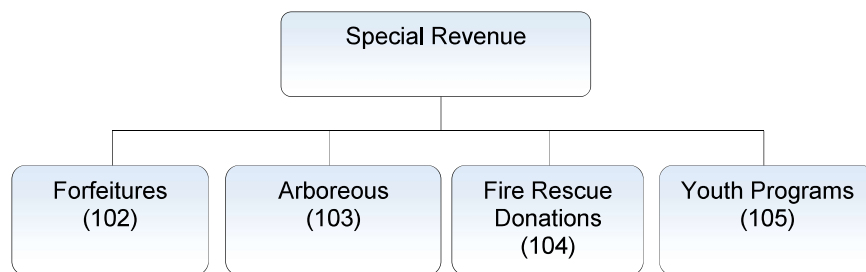 Special Revenue
Forfeitures
(102)
Arboreous
(103)
Fire Rescue
Donations
(104)
Youth Programs
(105)